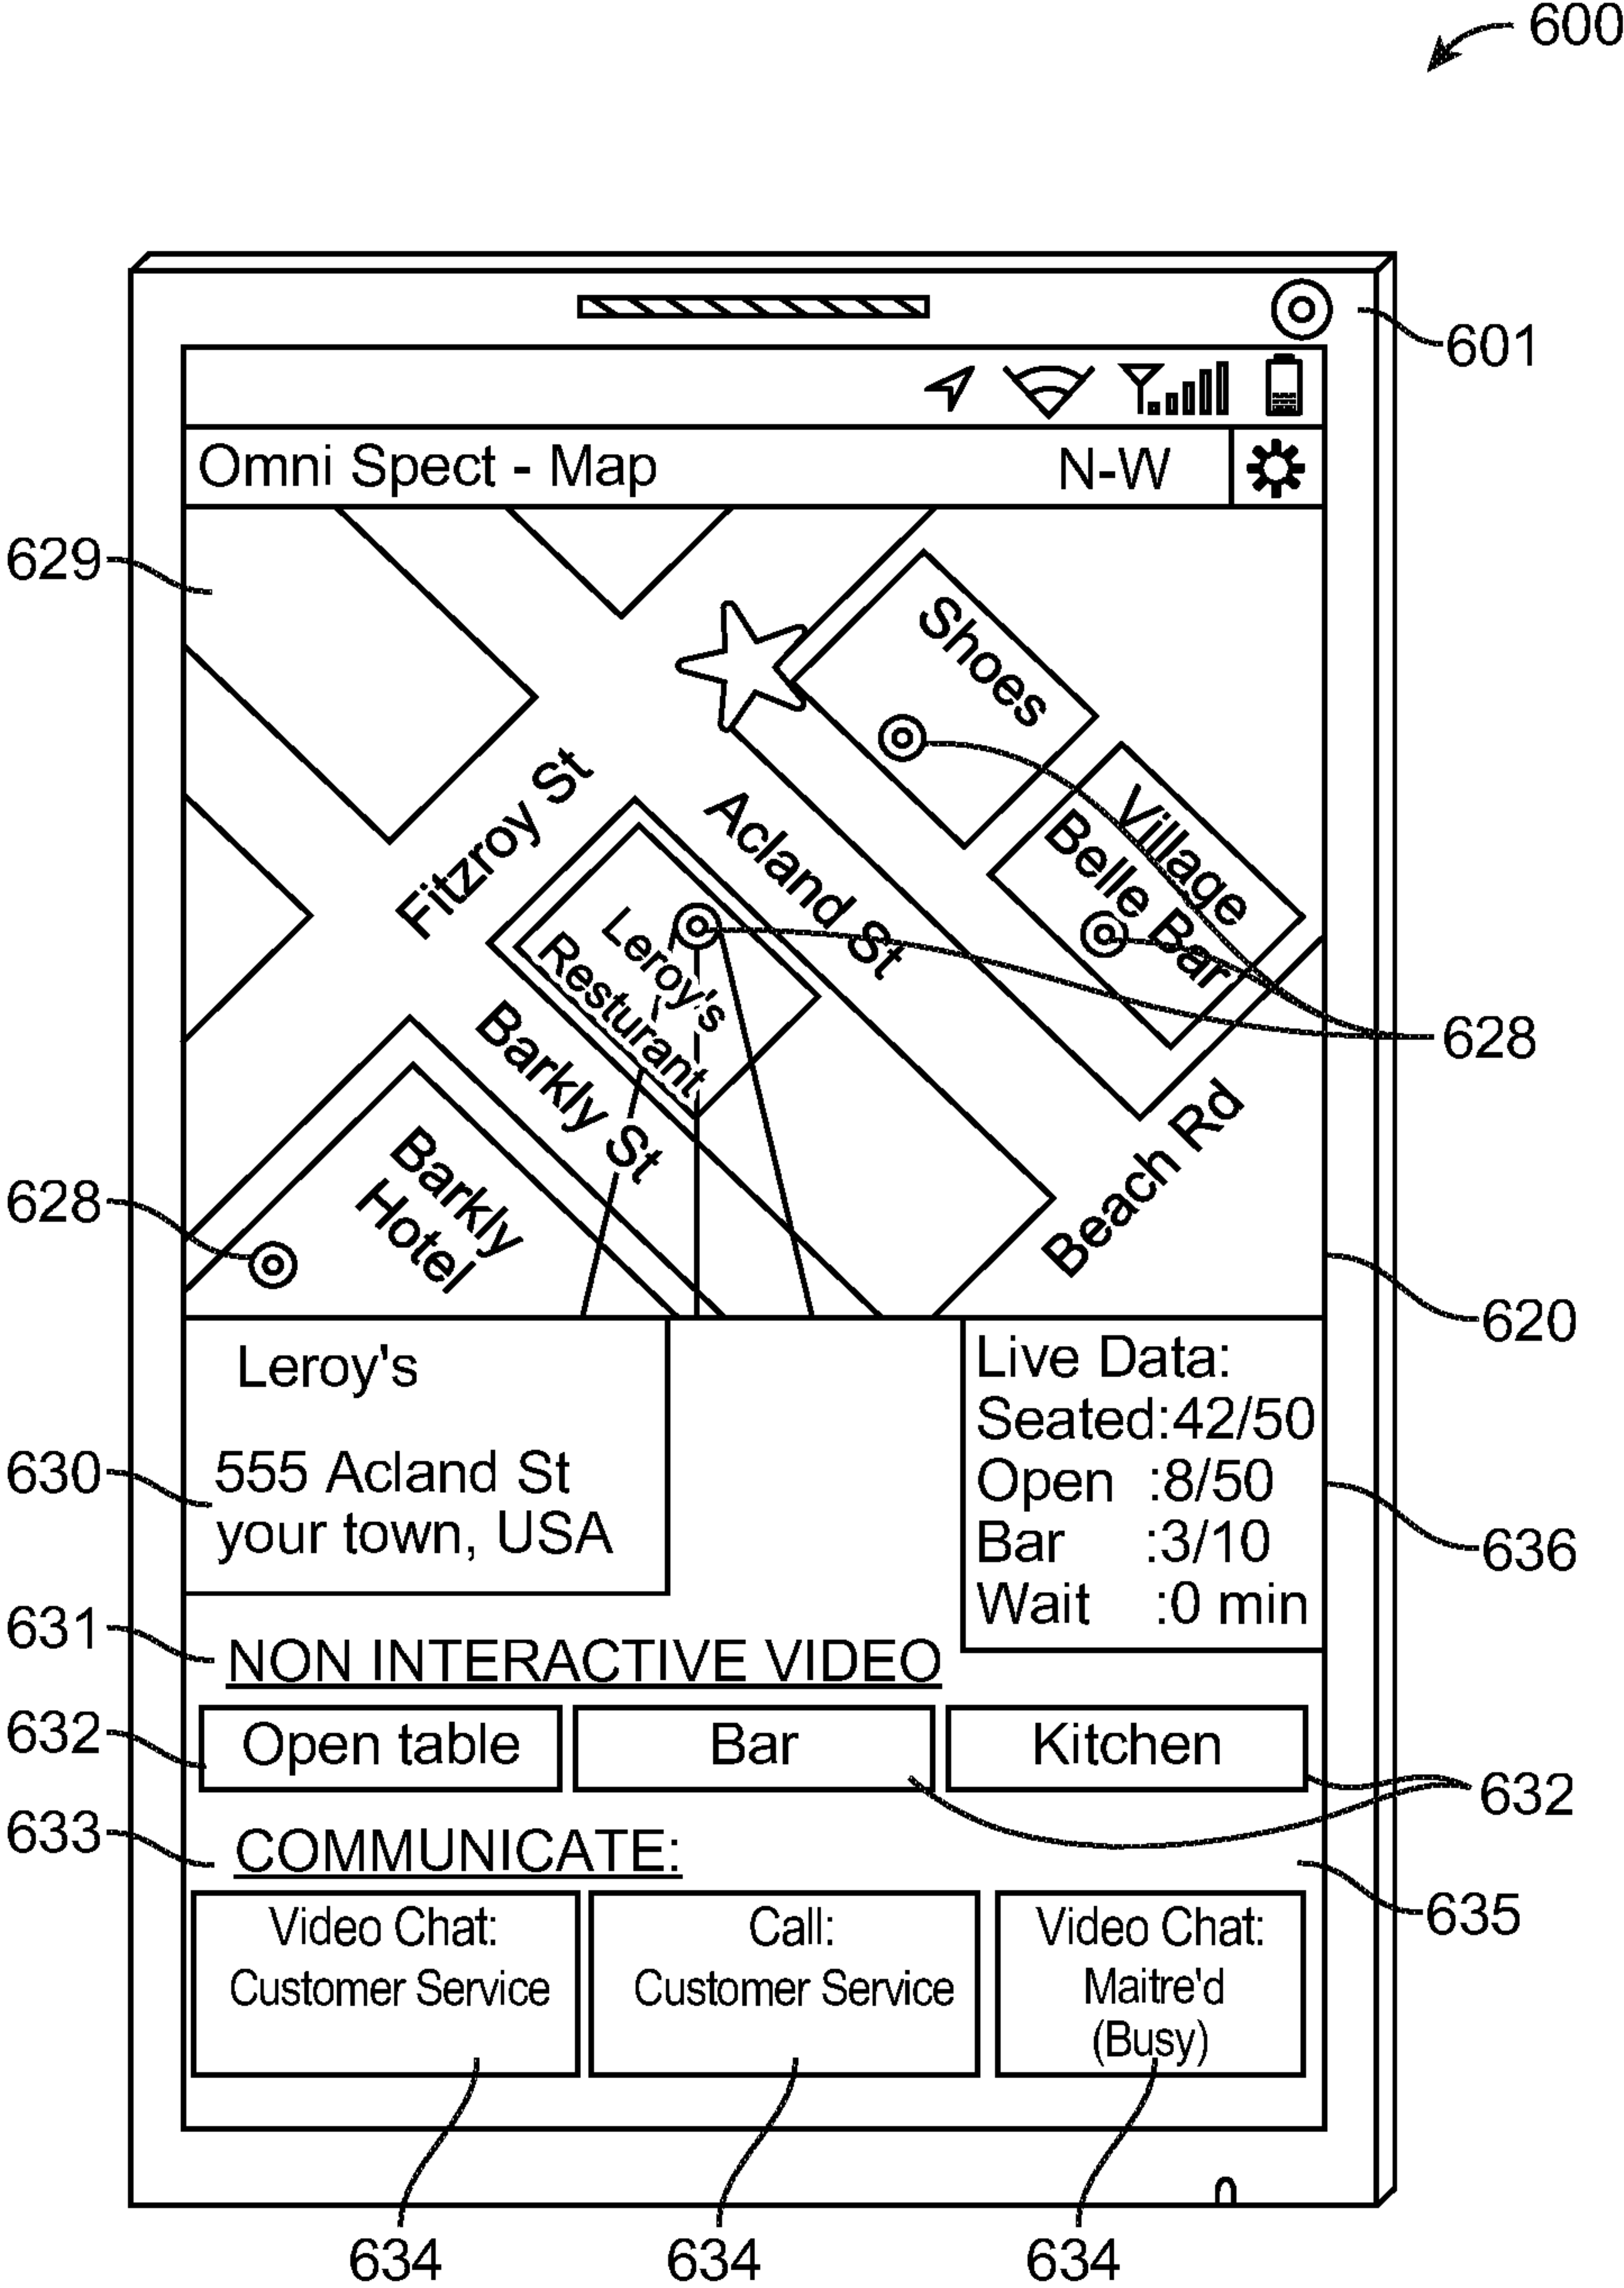 600
601
Omni Spect - Map N-W
629
Shoes
Fitzroy St
Acland St
Village
Belle Bar
Leroy's
Resturant
628
Barkly St
Beach Rd
Barkly
Hotel
628
620
Leroy's
555 Acland St
your town, USA
630
Live Data:
Seated:42/50
Open :8/50
Bar :3/10
Wait :0 min
636
631
NON INTERACTIVE VIDEO
632
Open table
Bar
Kitchen
632
633
COMMUNICATE:
635
Video Chat:
Customer Service
Call:
Customer Service
Video Chat:
Maitre'd
(Busy)
634 634 634